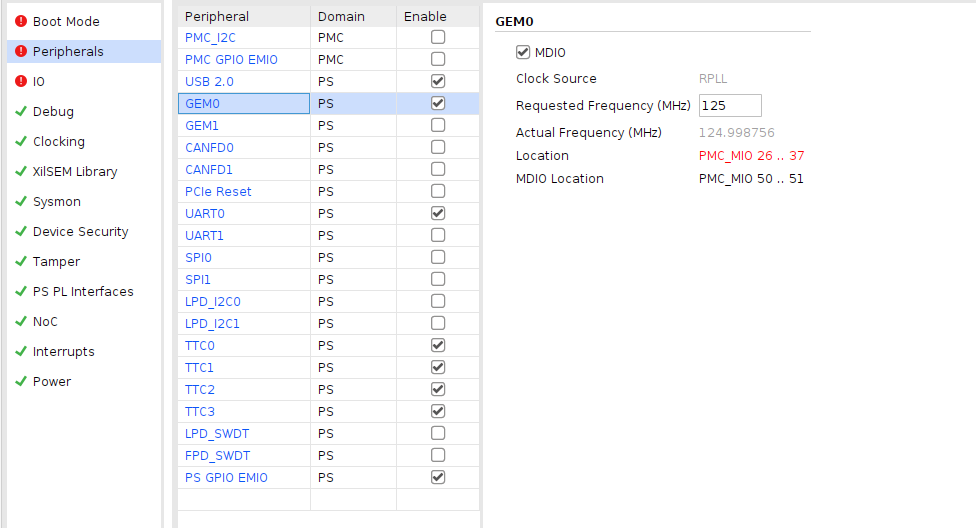 Boot Mode
Peripherals
IO
Debug
Clocking
XilSEM Library
Sysmon
Device Security
Tamper
PS PL Interfaces
NoC
Interrupts
Power
Peripheral Domain Enable
PMC_I2C PMC
PMC GPIO EMIO PMC
USB 2.0 PS
GEM0 PS
GEM1 PS
CANFD0 PS
CANFD1 PS
PCIe Reset PS
UART0 PS
UART1 PS
SPI0 PS
SPI1 PS
LPD_I2C0 PS
LPD_I2C1 PS
TTC0 PS
TTC1 PS
TTC2 PS
TTC3 PS
LPD_SWDT PS
FPD_SWDT PS
PS GPIO EMIO PS
GEM0
MDIO
Clock Source RPLL
Requested Frequency (MHz) 125
Actual Frequency (MHz) 124.998756
Location PMC_MIO 26 .. 37
MDIO Location PMC_MIO 50 .. 51